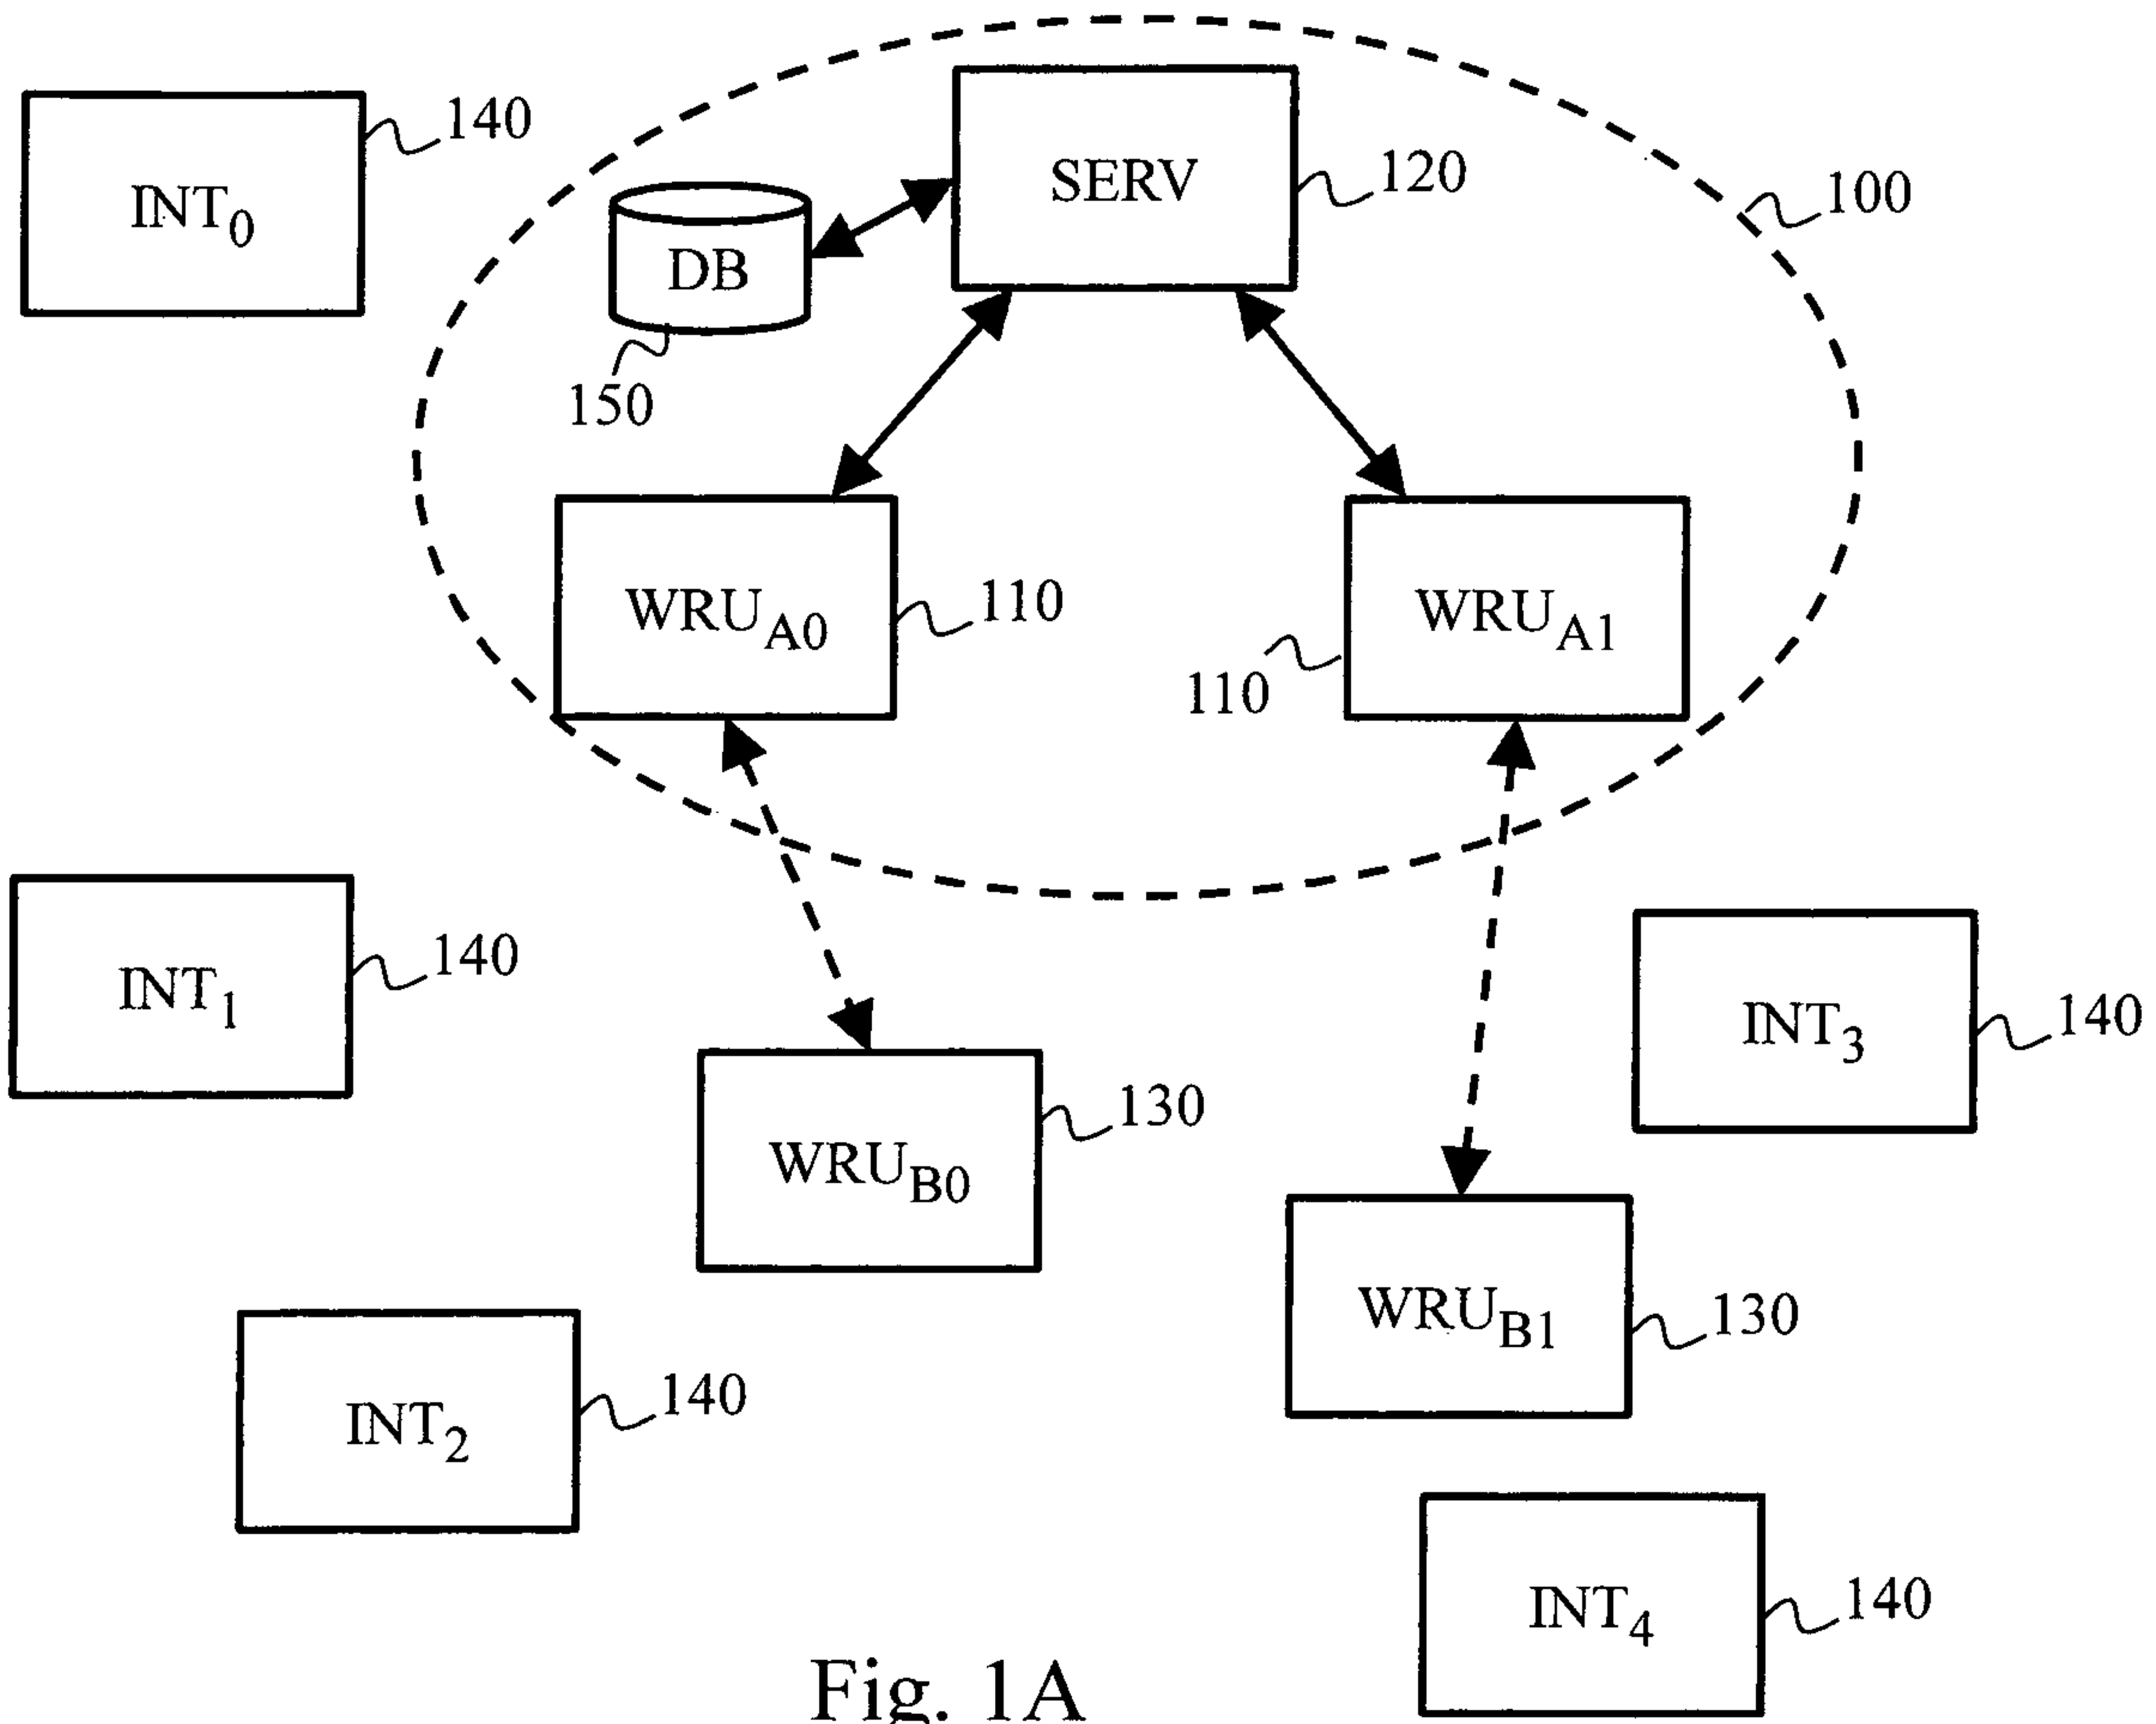 140
INT0
SERV
120
100
DB
150
WRUA0
110
WRUA1
110
INT1
140
INT3
140
WRUB0
130
WRUB1
130
INT2
140
INT4
140
Fig. 1A